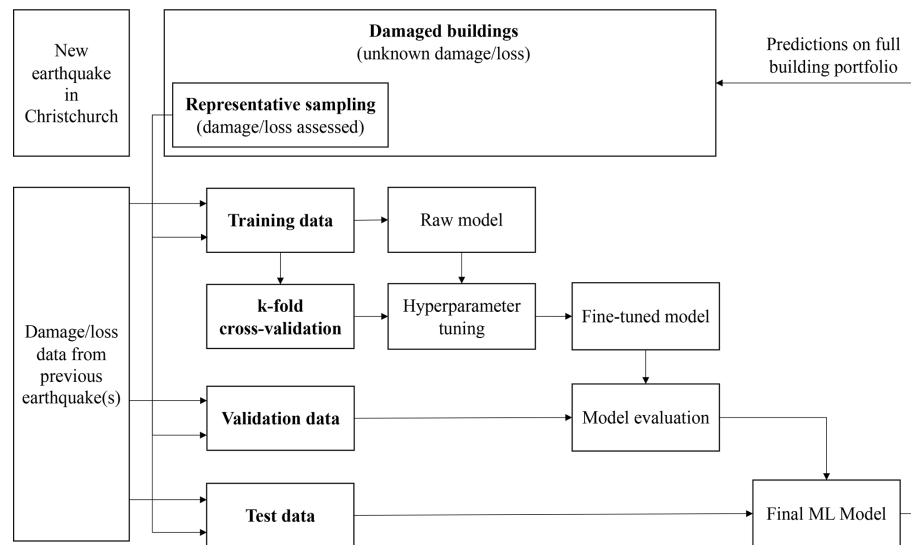 New
earthquake
in
Christchurch
Damaged buildings
(unknown damage/loss)
Representative sampling
(damage/loss assessed)
Predictions on full
building portfolio
Damage/loss
data from
previous
earthquake(s)
Training data
Raw model
k-fold
cross-validation
Hyperparameter
tuning
Fine-tuned model
Validation data
Model evaluation
Test data
Final ML Model